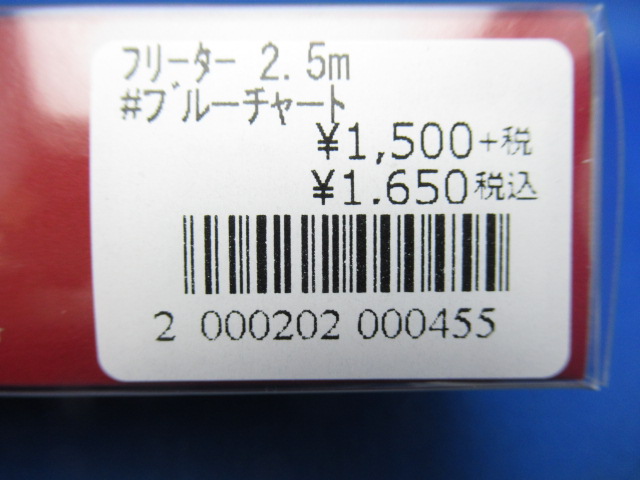 フリーター 2.5m
#ブルーチャート
¥1,500+税
¥1.650税込
2 000202 000455